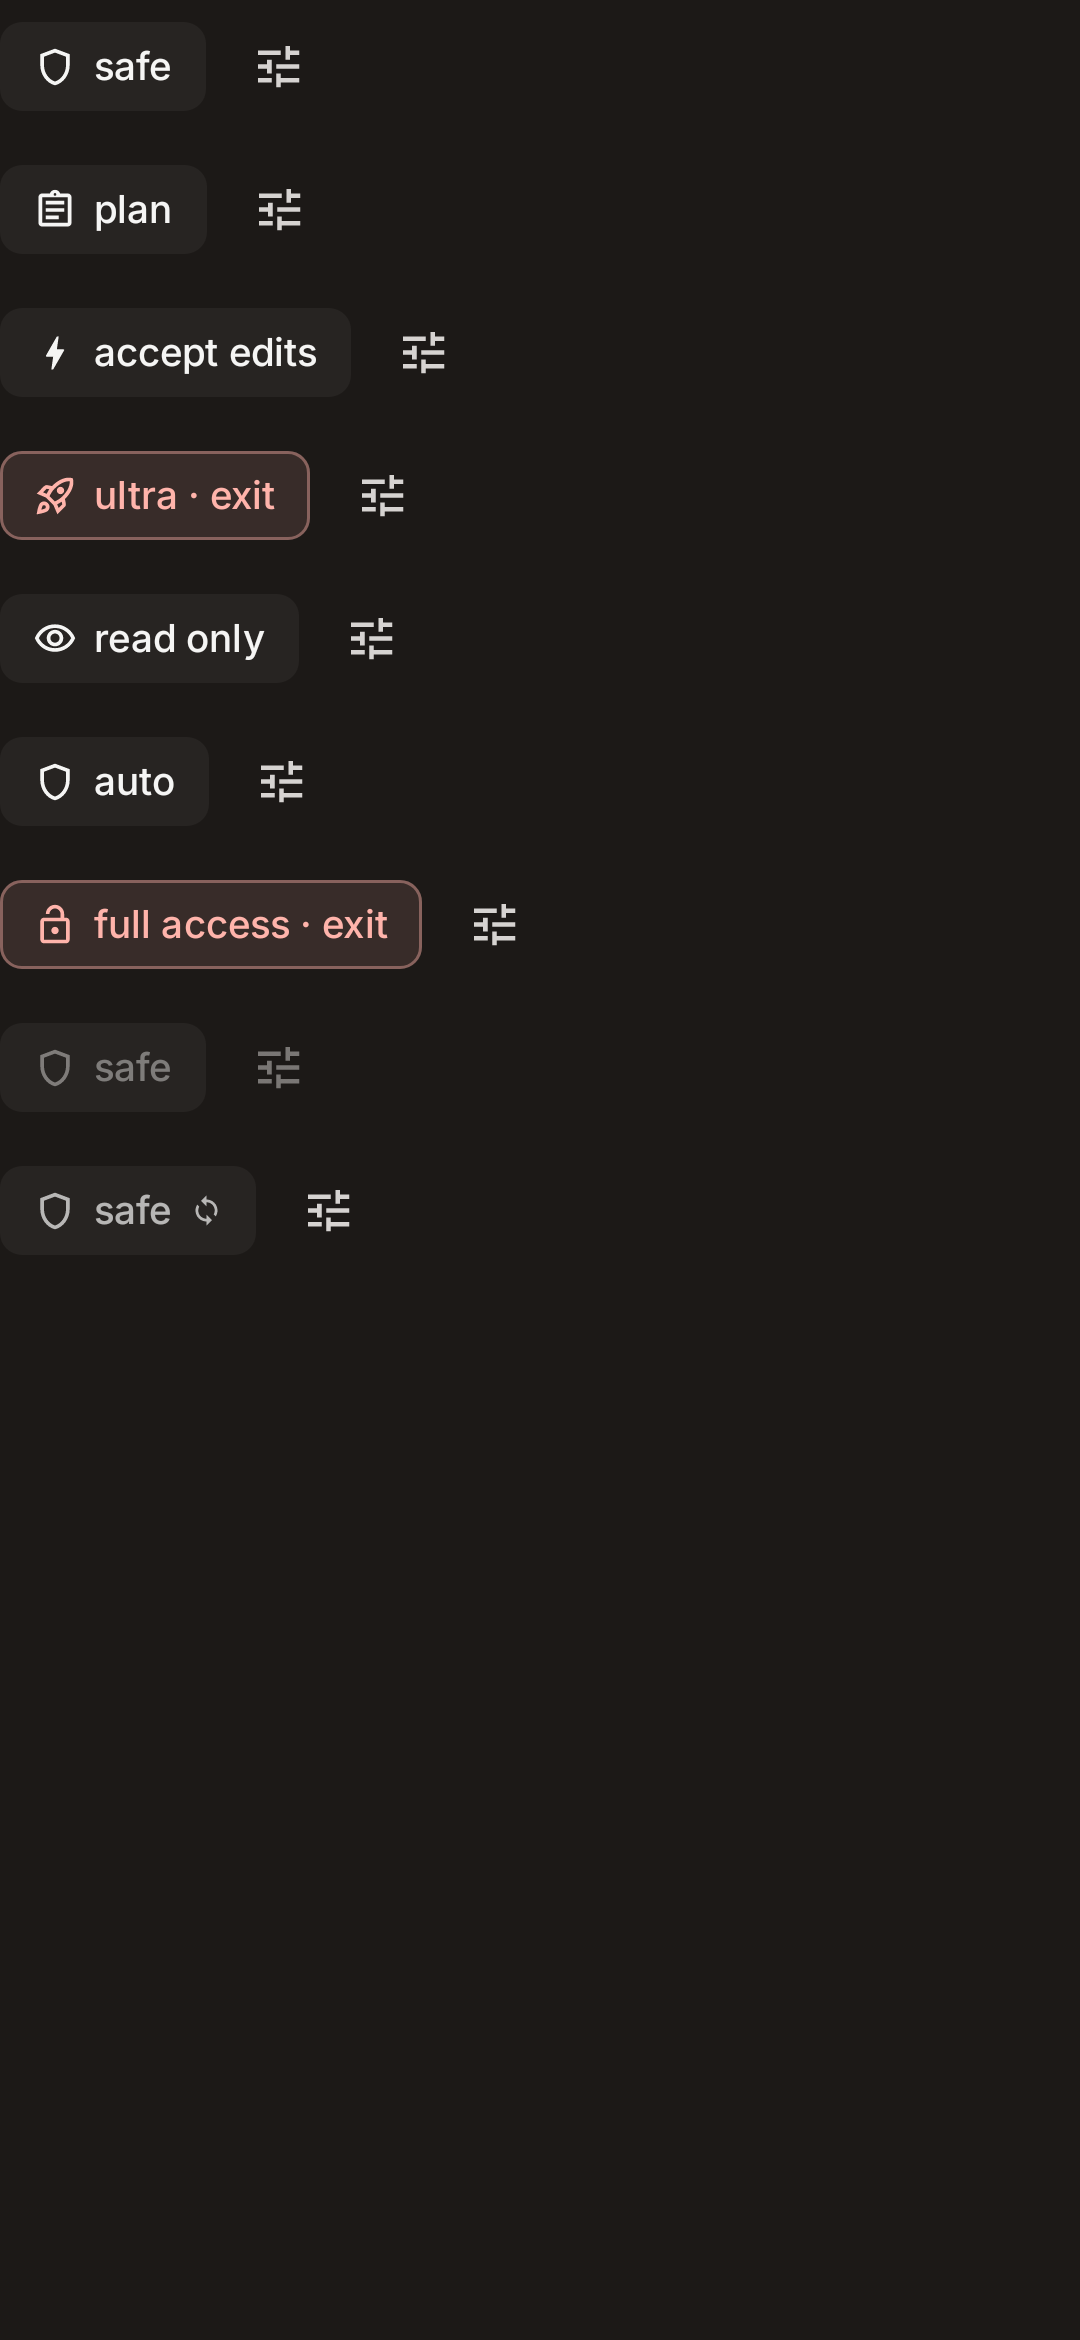 safe
plan
accept edits
ultra · exit
read only
auto
full access · exit
safe
safe